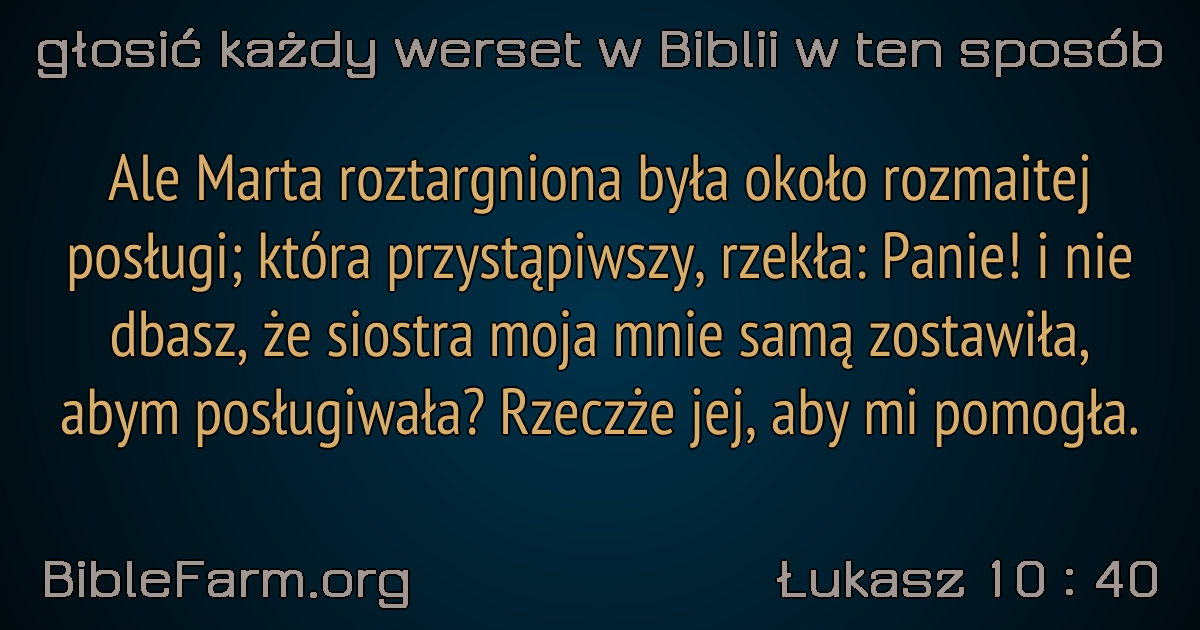 głosić każdy werset w Biblii w ten sposób
Ale Marta roztargniona była około rozmaitej
posługi; która przystąpiwszy, rzekła: Panie! i nie
dbasz, że siostra moja mnie samą zostawiła,
abym posługiwała? Rzeczże jej, aby mi pomogła.
BibleFarm.org
Łukasz 10 : 40